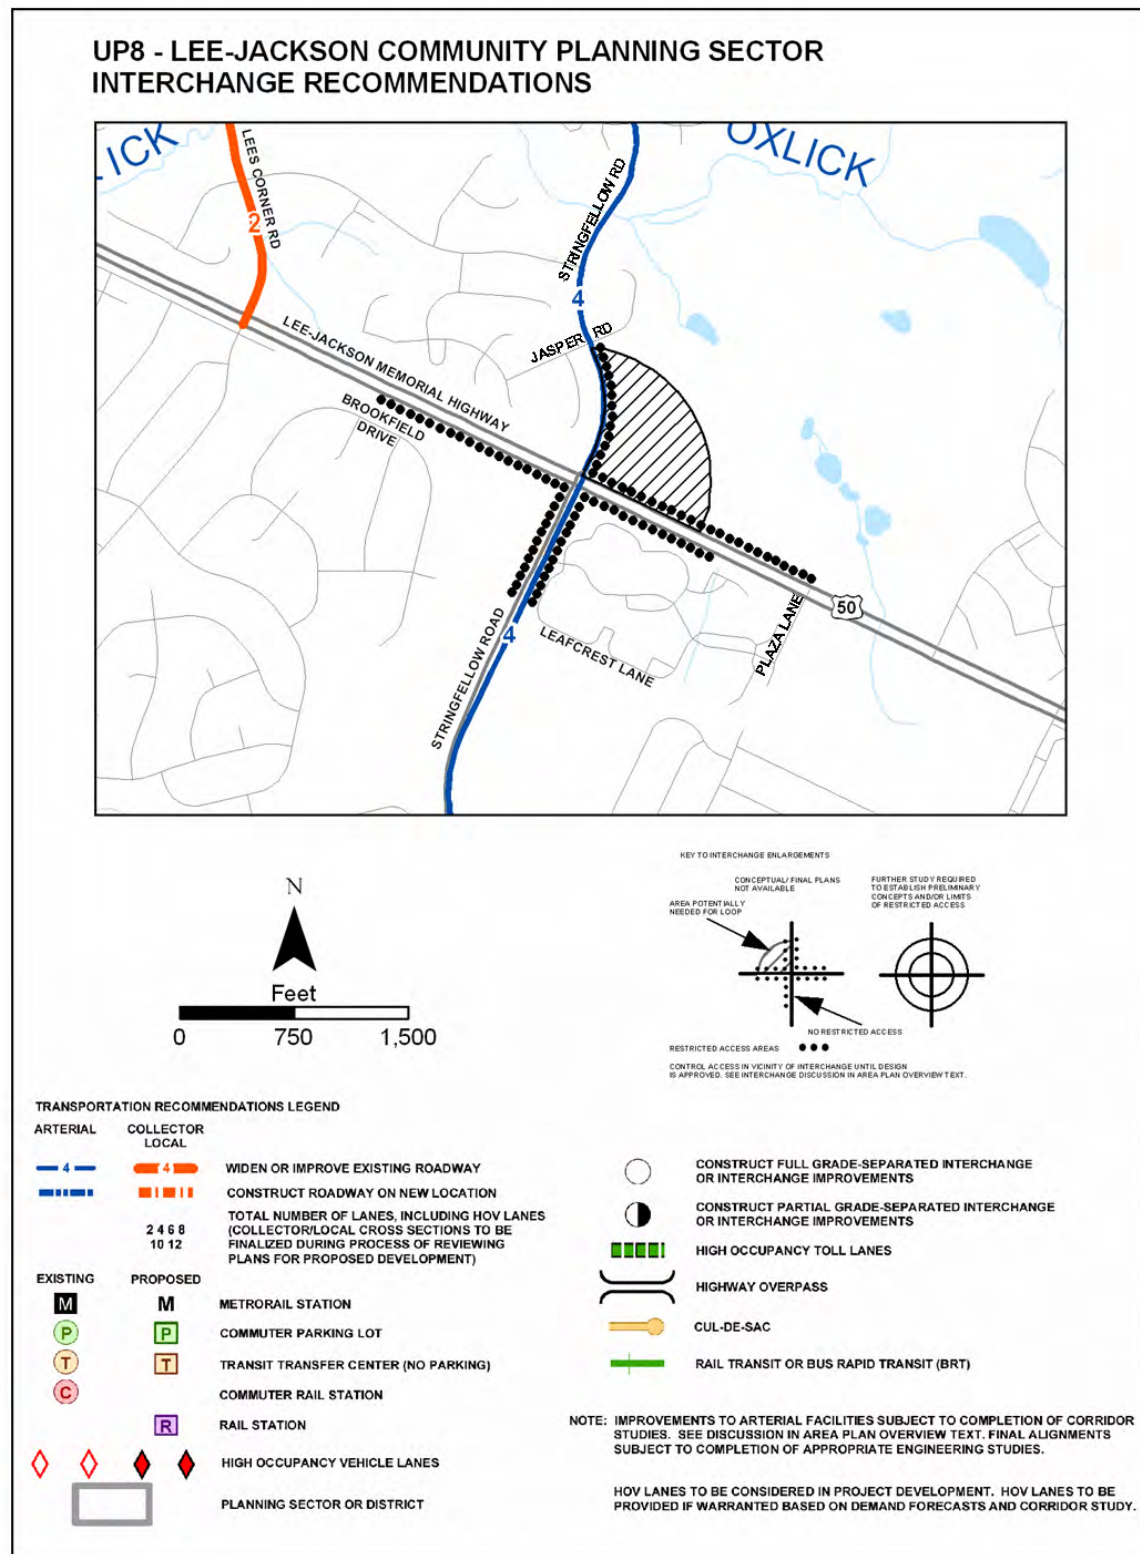 UP8 - LEE-JACKSON COMMUNITY PLANNING SECTOR
INTERCHANGE RECOMMENDATIONS
LICK
OXLICK
LEES CORNER RD
2
STRINGFELLOW RD
4
JASPER RD
LEE-JACKSON MEMORIAL HIGHWAY
BROOKFIELD
DRIVE
50
PLAZA LANE
LEAFCREST LANE
4
STRINGFELLOW ROAD
KEY TO INTERCHANGE ENLARGEMENTS
CONCEPTUAL/ FINAL PLANS
NOT AVAILABLE
FURTHER STUDY REQUIRED
TO ESTABLISH PRELIMINARY
CONCEPTS AND/OR LIMITS
OF RESTRICTED ACCESS
AREA POTENTIALLY
NEEDED FOR LOOP
NO RESTRICTED ACCESS
RESTRICTED ACCESS AREAS
CONTROL ACCESS IN VICINITY OF INTERCHANGE UNTIL DESIGN
IS APPROVED. SEE INTERCHANGE DISCUSSION IN AREA PLAN OVERVIEW TEXT.
N
Feet
0 750 1,500
TRANSPORTATION RECOMMENDATIONS LEGEND
ARTERIAL COLLECTOR
LOCAL
4 4 WIDEN OR IMPROVE EXISTING ROADWAY
CONSTRUCT ROADWAY ON NEW LOCATION
2 4 6 8
10 12
TOTAL NUMBER OF LANES, INCLUDING HOV LANES
(COLLECTOR/LOCAL CROSS SECTIONS TO BE
FINALIZED DURING PROCESS OF REVIEWING
PLANS FOR PROPOSED DEVELOPMENT)
EXISTING PROPOSED
M M METRORAIL STATION
P P COMMUTER PARKING LOT
T T TRANSIT TRANSFER CENTER (NO PARKING)
C COMMUTER RAIL STATION
R RAIL STATION
HIGH OCCUPANCY VEHICLE LANES
PLANNING SECTOR OR DISTRICT
CONSTRUCT FULL GRADE-SEPARATED INTERCHANGE
OR INTERCHANGE IMPROVEMENTS
CONSTRUCT PARTIAL GRADE-SEPARATED INTERCHANGE
OR INTERCHANGE IMPROVEMENTS
HIGH OCCUPANCY TOLL LANES
HIGHWAY OVERPASS
CUL-DE-SAC
RAIL TRANSIT OR BUS RAPID TRANSIT (BRT)
NOTE: IMPROVEMENTS TO ARTERIAL FACILITIES SUBJECT TO COMPLETION OF CORRIDOR
STUDIES. SEE DISCUSSION IN AREA PLAN OVERVIEW TEXT. FINAL ALIGNMENTS
SUBJECT TO COMPLETION OF APPROPRIATE ENGINEERING STUDIES.
HOV LANES TO BE CONSIDERED IN PROJECT DEVELOPMENT. HOV LANES TO BE
PROVIDED IF WARRANTED BASED ON DEMAND FORECASTS AND CORRIDOR STUDY.